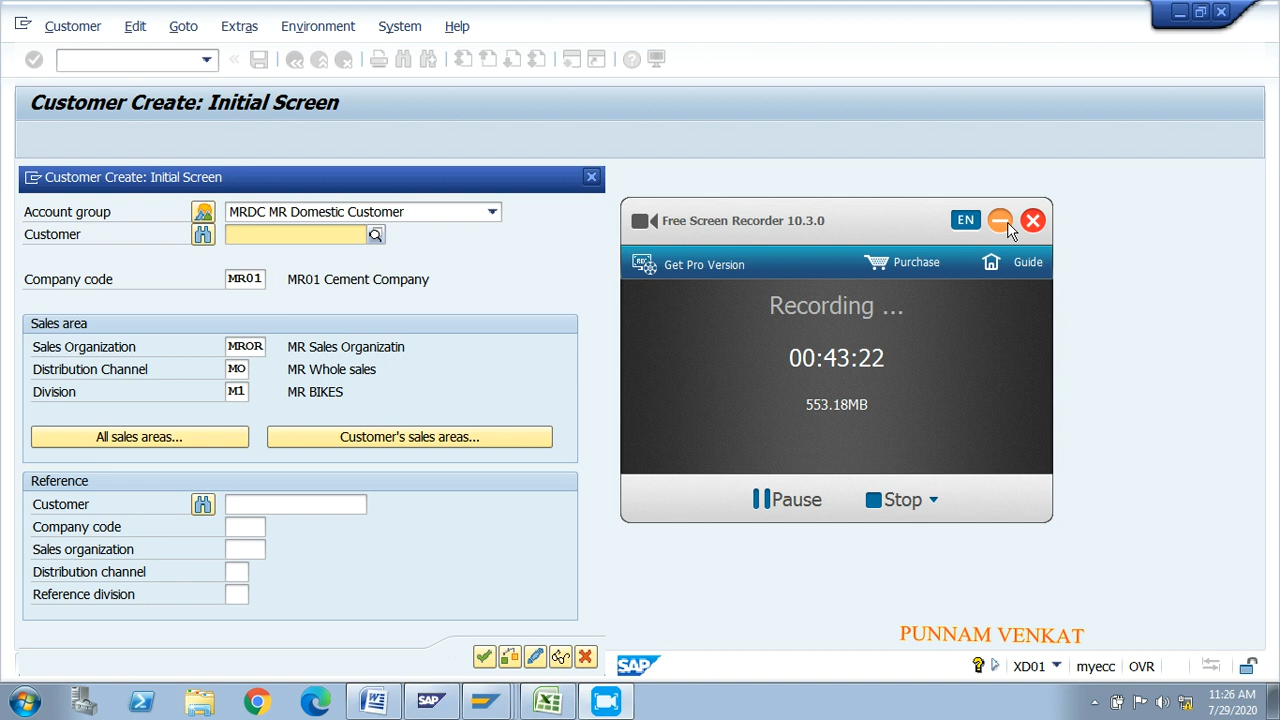 Customer Edit Goto Extras Environment System Help
Customer Create: Initial Screen
Customer Create: Initial Screen
Account group MRDC MR Domestic Customer
Customer
Company code MR01 MR01 Cement Company
Sales area
Sales Organization MROR MR Sales Organizatin
Distribution Channel MO MR Whole sales
Division M1 MR BIKES
All sales areas... Customer's sales areas...
Reference
Customer
Company code
Sales organization
Distribution channel
Reference division
Free Screen Recorder 10.3.0 EN
Get Pro Version Purchase Guide
Recording ...
00:43:22
553.18MB
Pause Stop
PUNNAM VENKAT
SAP XD01 myecc OVR
11:26 AM
7/29/2020